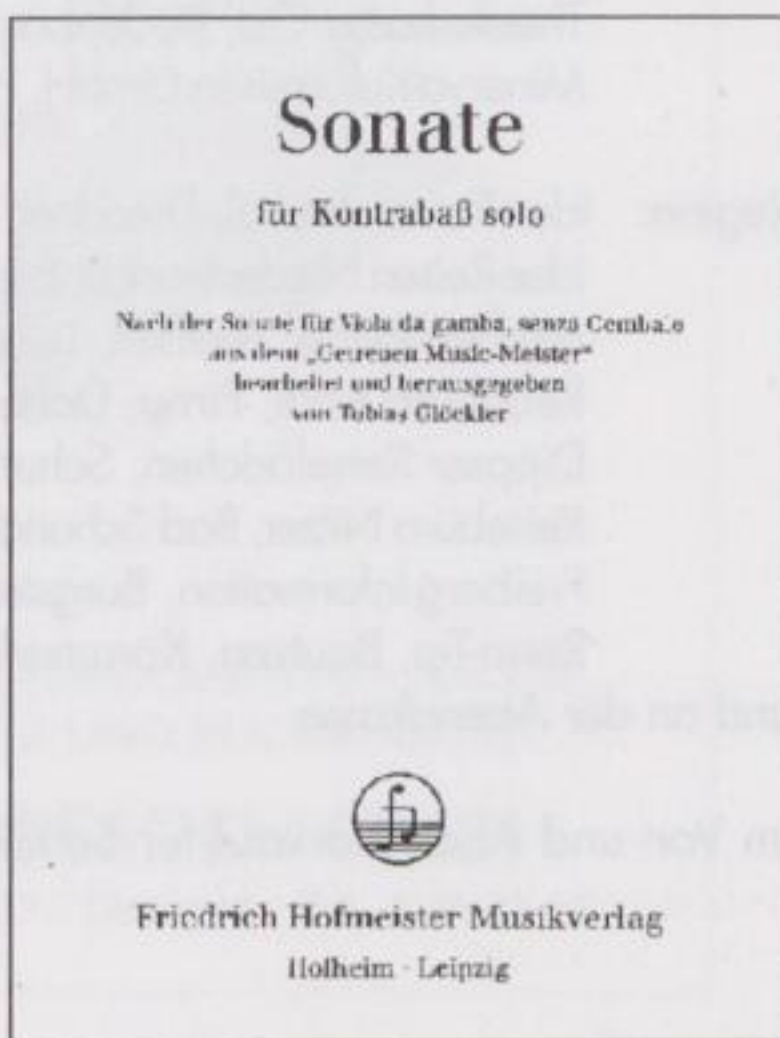 Sonate
für Kontrabaß solo
Nach der Sonate für Viola da gamba, senza Cembalo
aus dem „Getreuen Music-Meister“
bearbeitet und herausgegeben
von Tobias Glöckler
Friedrich Hofmeister Musikverlag
Hofheim · Leipzig